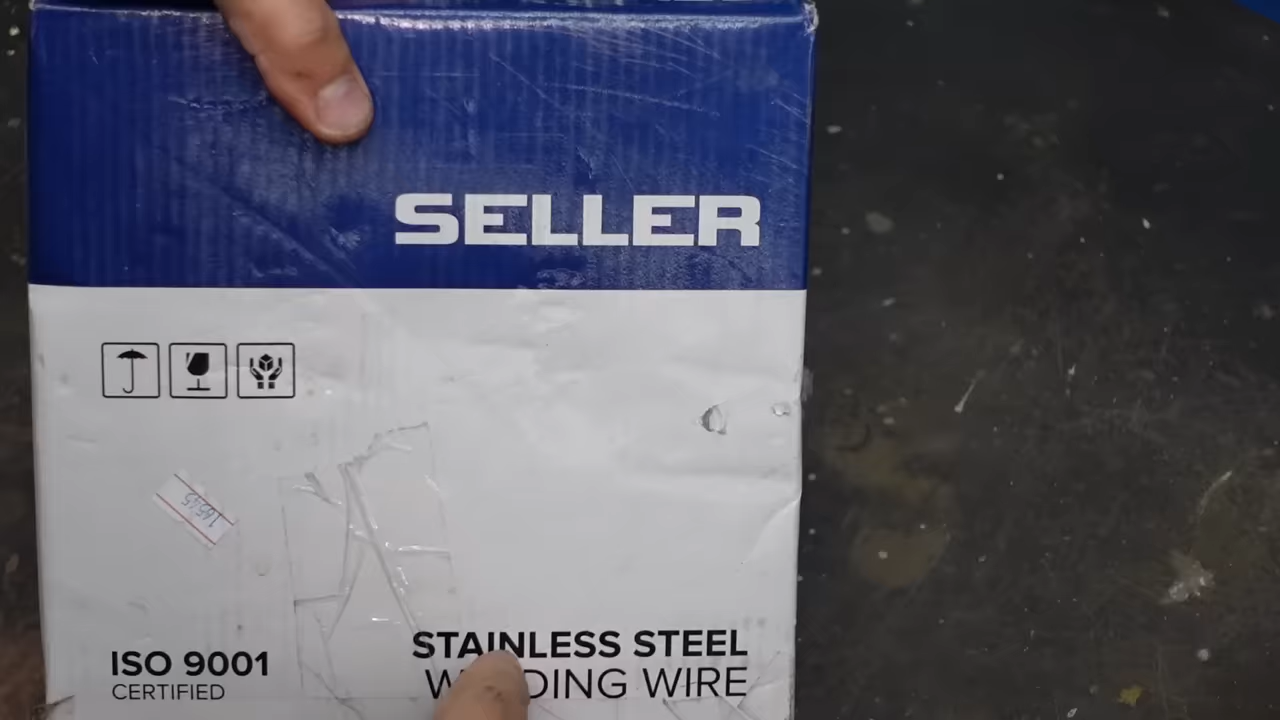 SELLER
ISO 9001
CERTIFIED
STAINLESS STEEL
WIRE